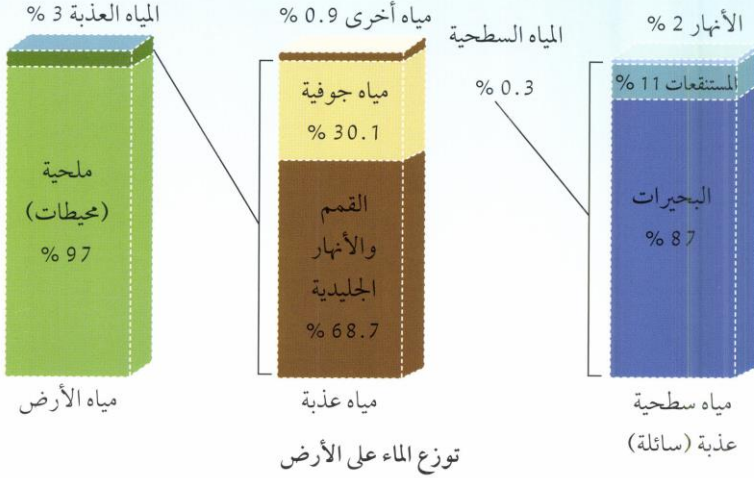 المياه العذبة 3 %
ملحية
(محيطات)
97 %
مياه الأرض
مياه أخرى 0.9 %
مياه جوفية
30.1 %
القمم
والأنهار
الجليدية
68.7 %
مياه عذبة
المياه السطحية
0.3 %
الأنهار 2 %
المستنقعات 11 %
البحيرات
87 %
مياه سطحية
عذبة (سائلة)
توزع الماء على الأرض